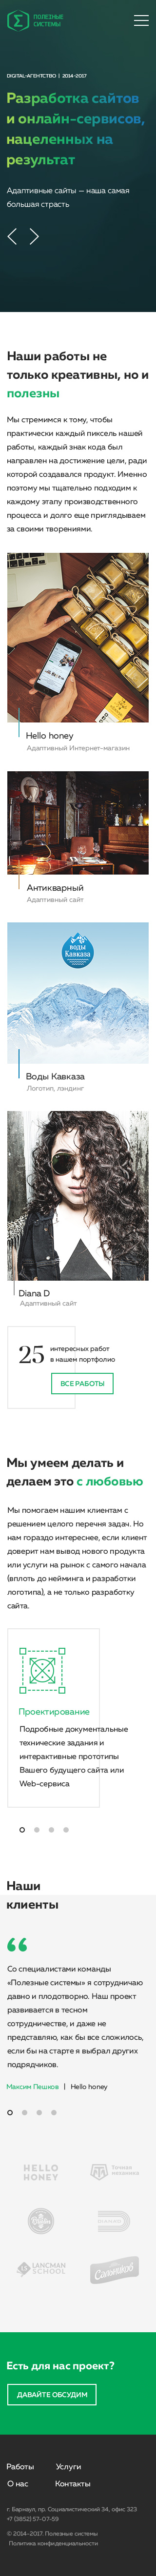 ПОЛЕЗНЫЕ
СИСТЕМЫ
DIGITAL-АГЕНТСТВО | 2014-2017
Разработка сайтов
и онлайн-сервисов,
нацеленных на
результат
Адаптивные сайты — наша самая
большая страсть
Наши работы не
только креативны, но и
полезны
Мы стремимся к тому, чтобы
практически каждый пиксель нашей
работы, каждый знак кода был
направлен на достижение цели, ради
которой создавался продукт. Именно
поэтому мы тщательно подходим к
каждому этапу производственного
процесса и долго еще приглядываем
за своими творениями.
Hello honey
Адаптивный Интернет-магазин
Антикварный
Адаптивный сайт
ВОДЫ
Кавказа
Воды Кавказа
Логотип, лэндинг
Diana D
Адаптивный сайт
25 интересных работ
в нашем портфолио
ВСЕ РАБОТЫ
Мы умеем делать и
делаем это с любовью
Мы помогаем нашим клиентам с
решением целого перечня задач. Но
нам гораздо интереснее, если клиент
доверит нам вывод нового продукта
или услуги на рынок с самого начала
(вплоть до нейминга и разработки
логотипа), а не только разработку
сайта.
Проектирование
Подробные документальные
технические задания и
интерактивные прототипы
Вашего будущего сайта или
Web-сервиса
Наши
клиенты
Со специалистами команды
«Полезные системы» я сотрудничаю
давно и плодотворно. Наш проект
развивается в тесном
сотрудничестве, и даже не
представляю, как бы все сложилось,
если бы на старте я выбрал других
подрядчиков.
Максим Пешков | Hello honey
HELLO
HONEY
Точная
механика
LANCMAN
SCHOOL
Есть для нас проект?
ДАВАЙТЕ ОБСУДИМ
Работы Услуги
О нас Контакты
г. Барнаул, пр. Социалистический 34, офис 323
+7 (3852) 57-07-59
© 2014-2017. Полезные системы
Политика конфиденциальности